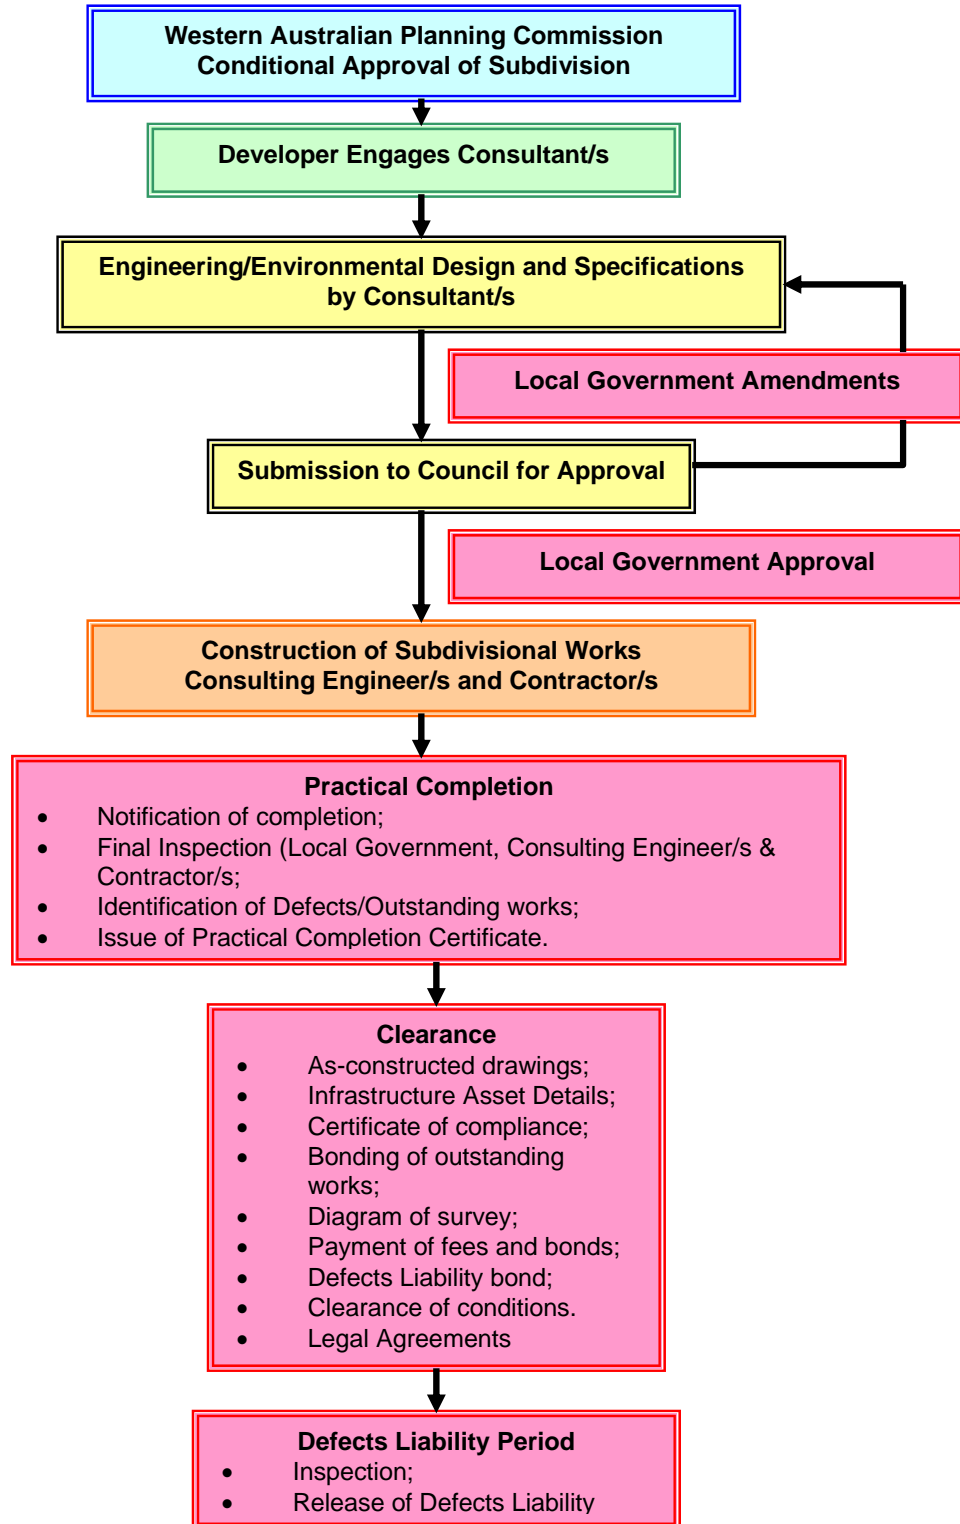 Western Australian Planning Commission
Conditional Approval of Subdivision
Developer Engages Consultant/s
Engineering/Environmental Design and Specifications
by Consultant/s
Local Government Amendments
Submission to Council for Approval
Local Government Approval
Construction of Subdivisional Works
Consulting Engineer/s and Contractor/s
Practical Completion
• Notification of completion;
• Final Inspection (Local Government, Consulting Engineer/s &
Contractor/s;
• Identification of Defects/Outstanding works;
• Issue of Practical Completion Certificate.
Clearance
• As-constructed drawings;
• Infrastructure Asset Details;
• Certificate of compliance;
• Bonding of outstanding
works;
• Diagram of survey;
• Payment of fees and bonds;
• Defects Liability bond;
• Clearance of conditions.
• Legal Agreements
Defects Liability Period
• Inspection;
• Release of Defects Liability